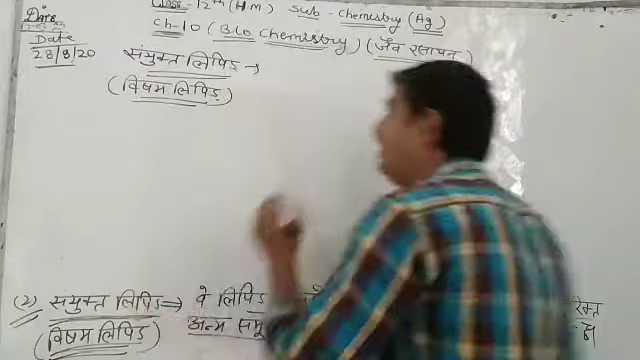 Class - 12th (H m) Sub - Chemistry (Ag)
Ch-10 (Bio Chemistry) (जैव रसायन)
Date
28/8/20
संयुक्त लिपिड →
(विषम लिपिड)
(2) संयुक्त लिपिड ⇒ वे लिपिड
(विषम लिपिड) अन्य समू